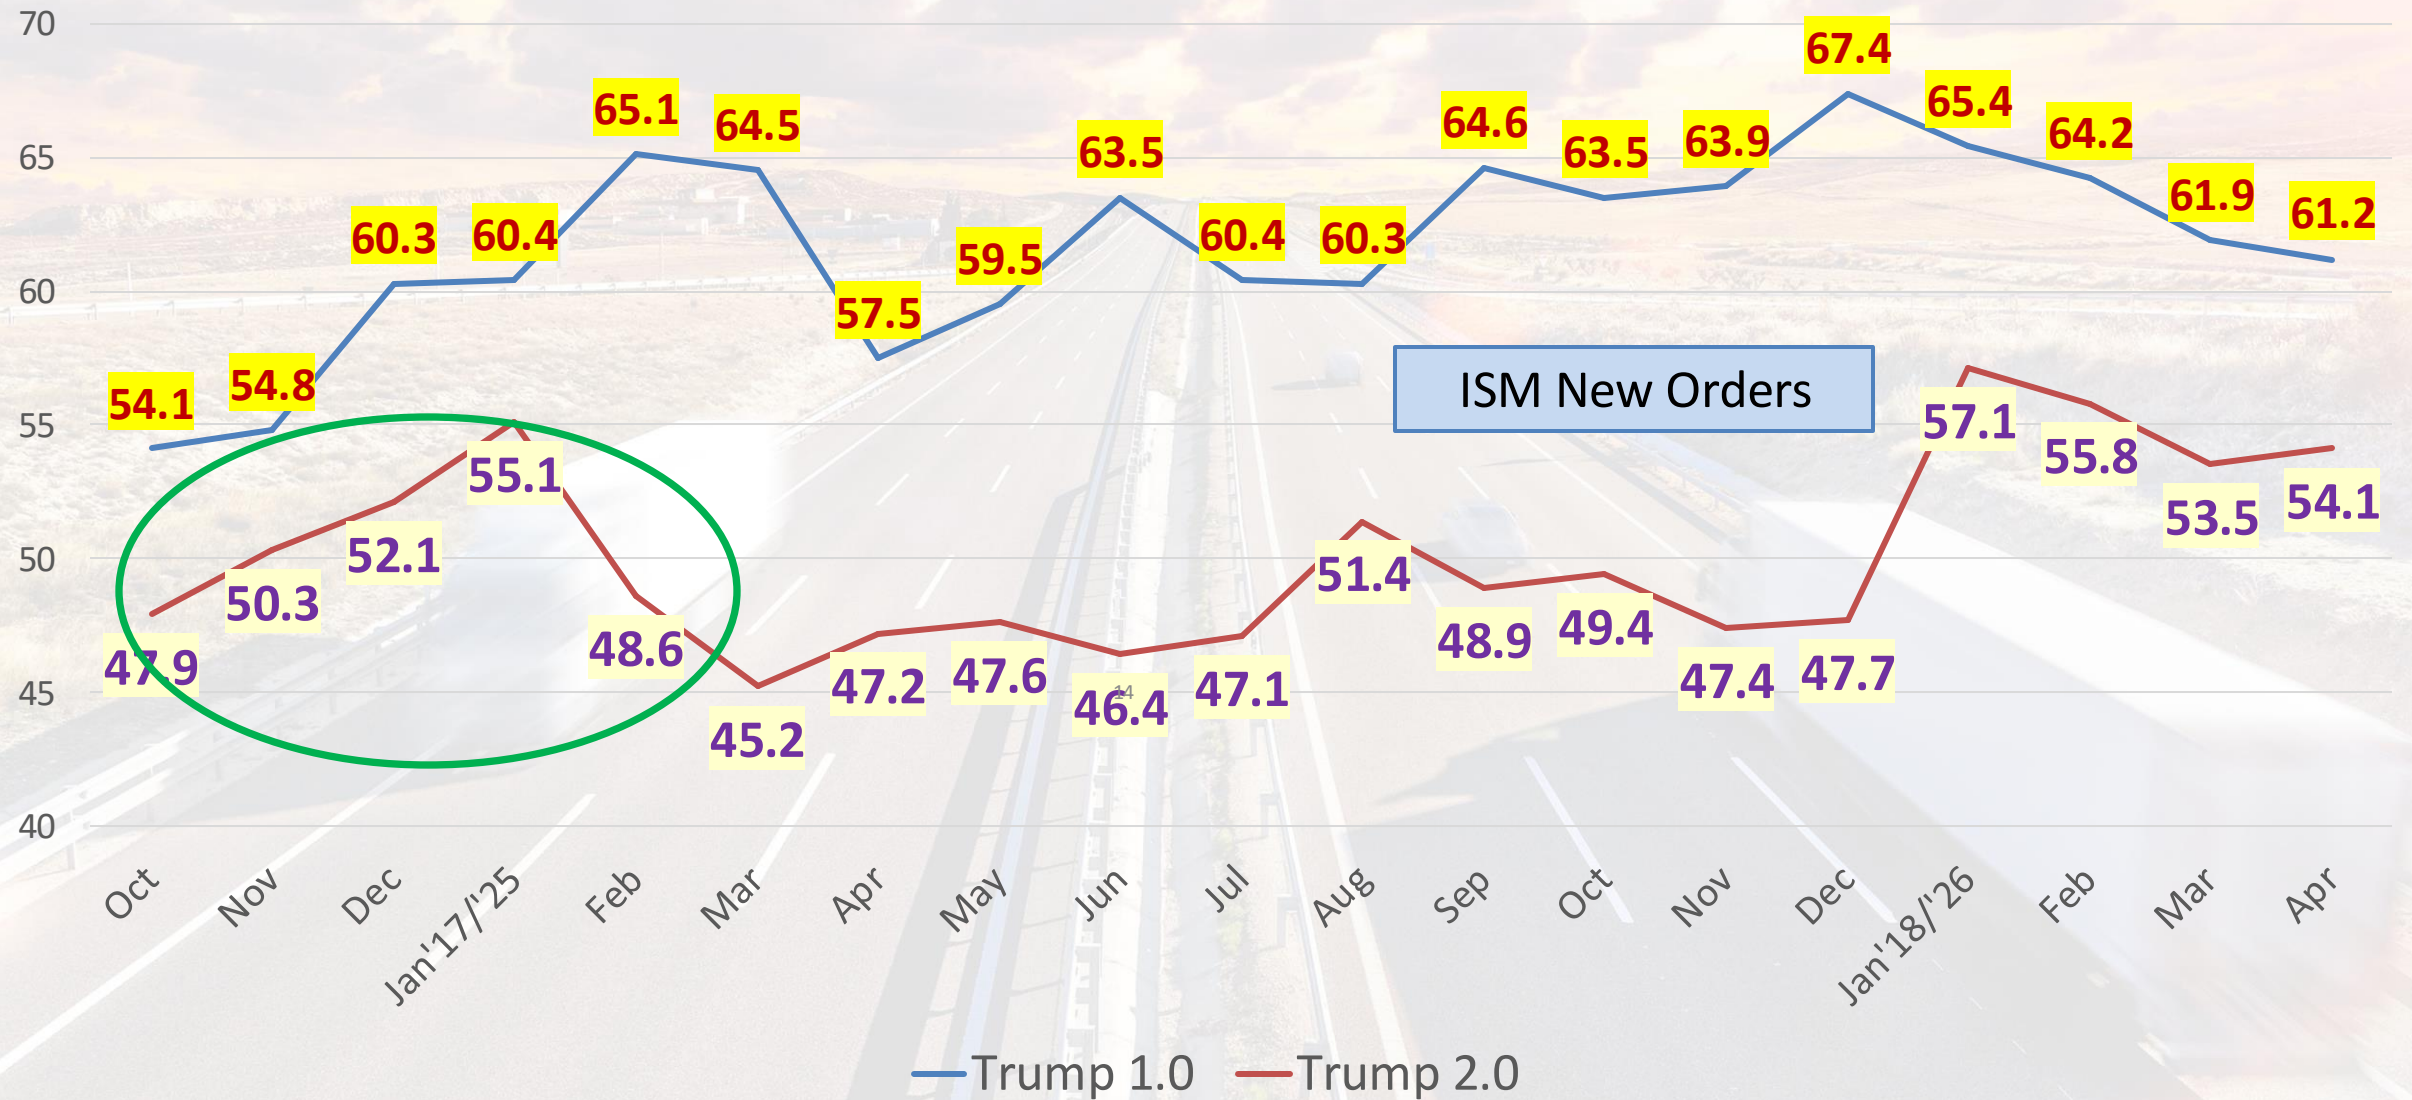 70
67.4
65.1
64.5
63.5
64.6
63.5
63.9
65.4
64.2
65
60.3
60.4
59.5
60.4
60.3
61.9
61.2
60
57.5
54.1
54.8
ISM New Orders
55
55.1
57.1
55.8
53.5
54.1
50
50.3
52.1
51.4
47.9
48.6
48.9
49.4
45
45.2
47.2
47.6
46.4
14
47.1
47.4
47.7
40
Oct
Nov
Dec
Jan'17/'25
Feb
Mar
Apr
May
Jun
Jul
Aug
Sep
Oct
Nov
Dec
Jan'18/'26
Feb
Mar
Apr
Trump 1.0
Trump 2.0